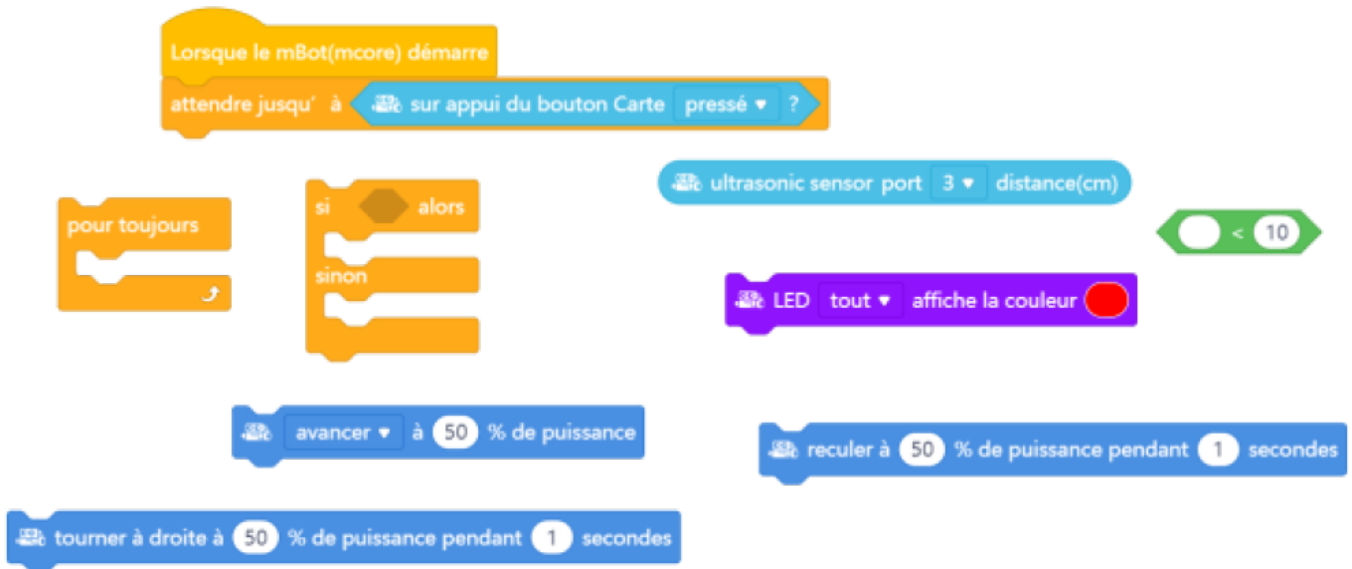 Lorsque le mBot(mcore) démarre
attendre jusqu' à sur appui du bouton Carte pressé ?
ultrasonic sensor port 3 distance(cm)
pour toujours
si alors
sinon
< 10
LED tout affiche la couleur
avancer à 50 % de puissance
reculer à 50 % de puissance pendant 1 secondes
tourner à droite à 50 % de puissance pendant 1 secondes